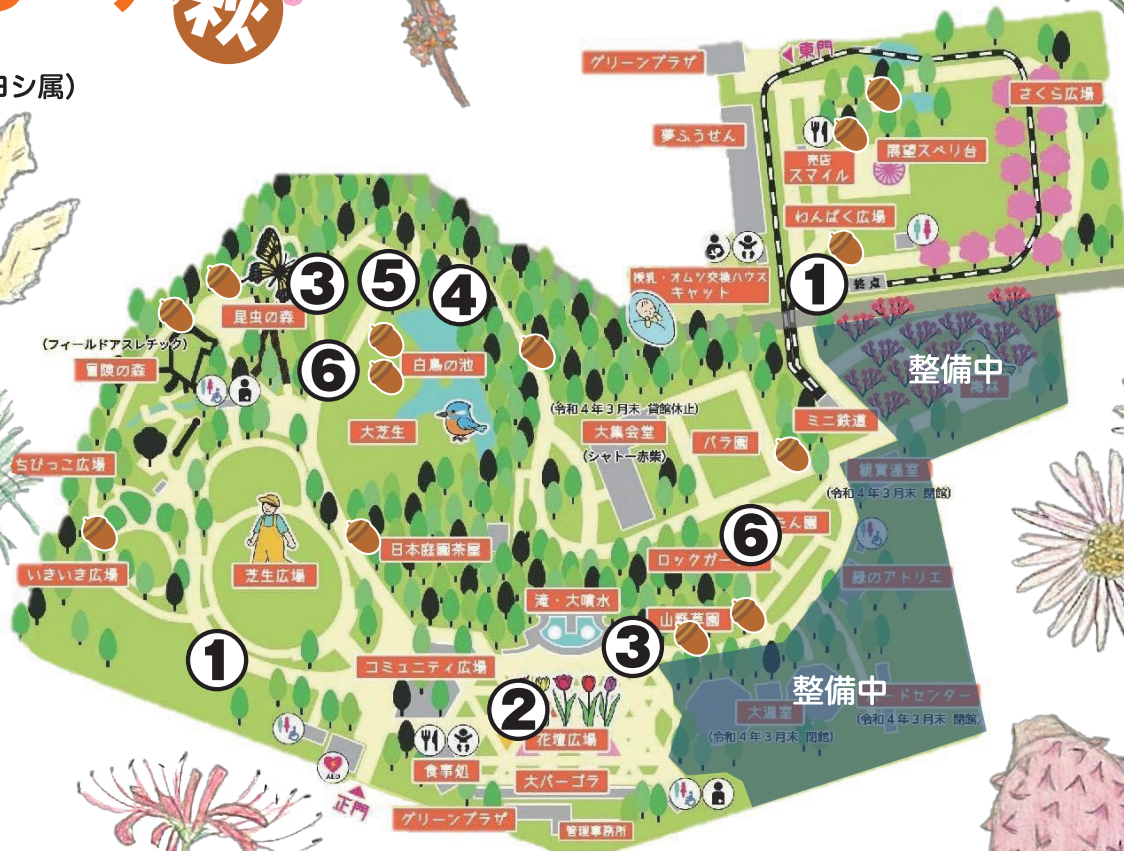 秋
ヨシ属）
グリーンプラザ
東門
さくら広場
夢ふうせん
売店
スマイル
展望スベリ台
わんぱく広場
授乳・オムツ交換ハウス
キャット
①
終点
③
⑤
④
昆虫の森
(フィールドアスレチック)
冒険の森
⑥
白鳥の池
整備中
梅林
(令和４年３月末 貸館休止)
大集会堂
(シャトー赤柴)
大芝生
バラ園
ミニ鉄道
ちびっこ広場
観賞温室
(令和４年３月末 閉館)
⑥
たん園
日本庭園茶屋
ロックガー
いきいき広場
芝生広場
緑のアトリエ
滝・大噴水
山野草園
①
③
コミュニティ広場
整備中
②
大温室
(令和４年３月末 閉館)
ドセンター
(令和４年３月末 閉館)
花壇広場
食事処
大パーゴラ
AED
正門
グリーンプラザ
管理事務所